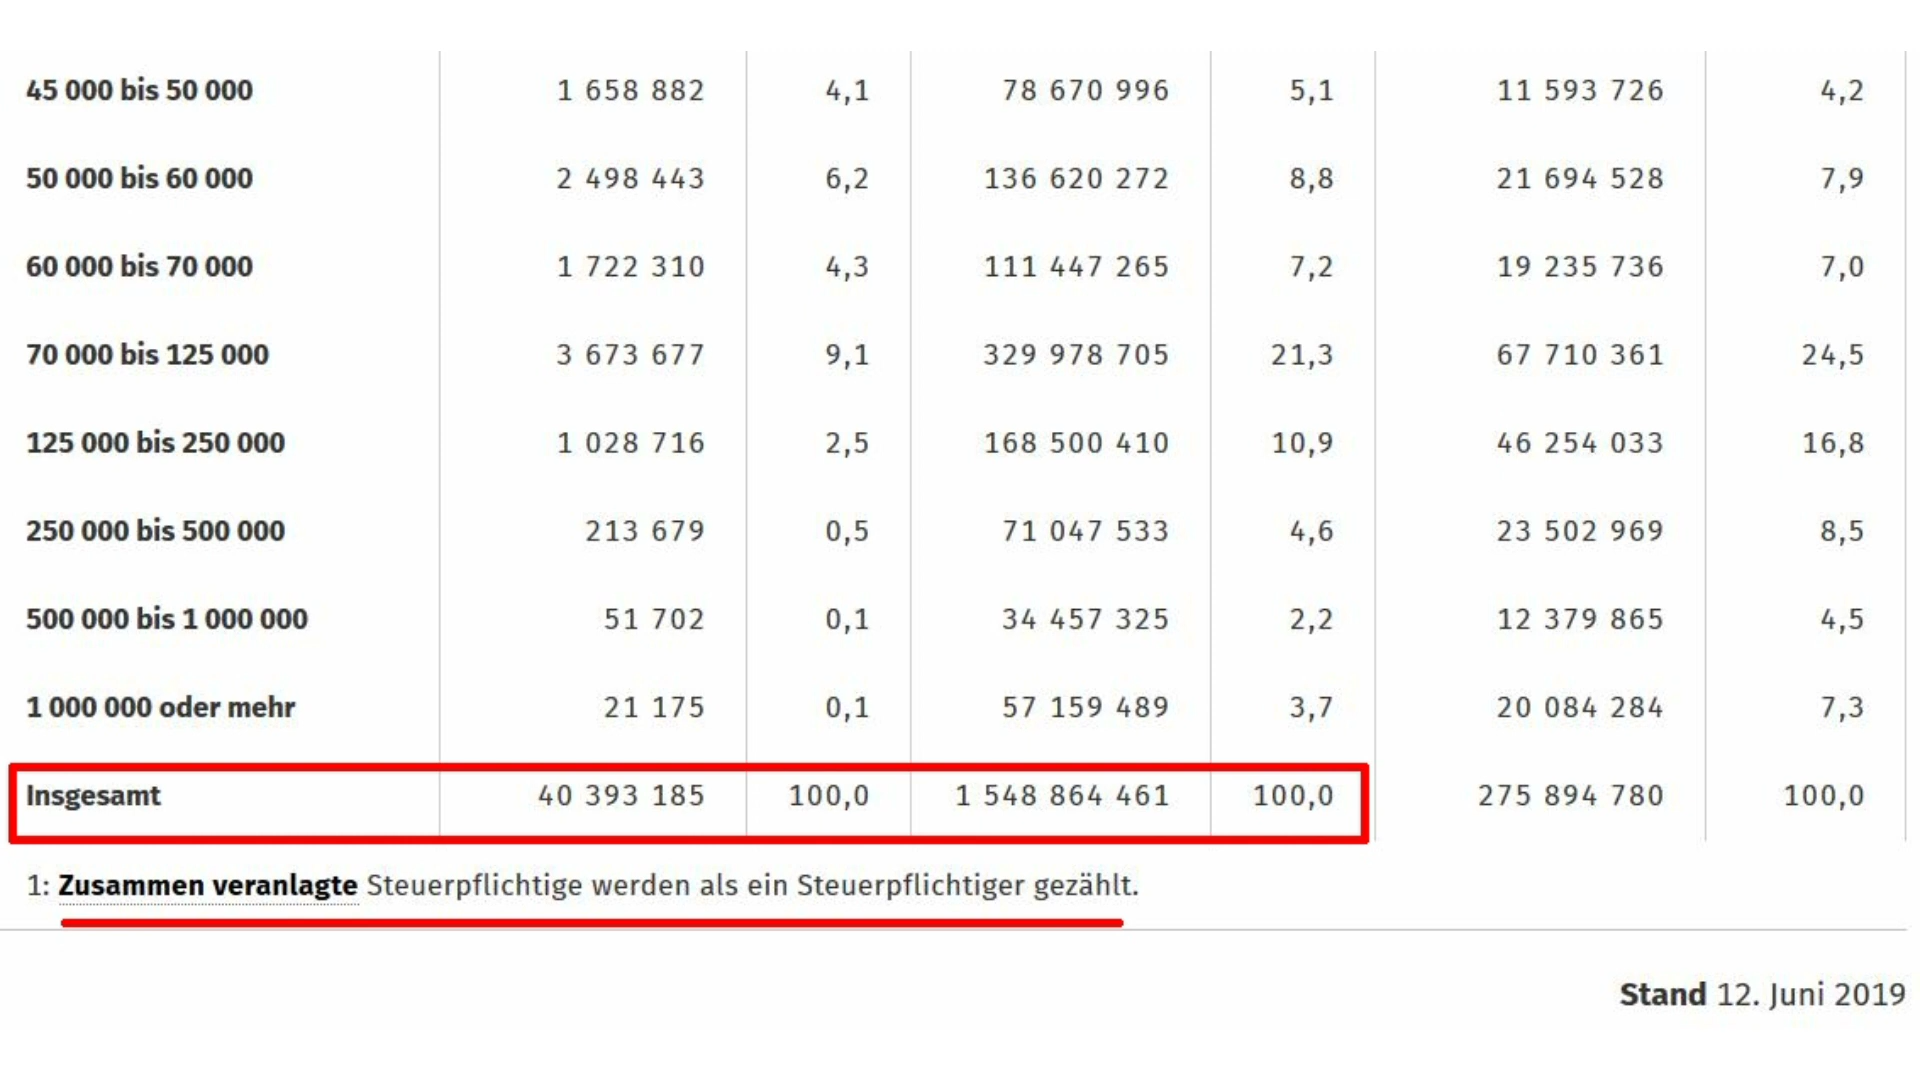 45 000 bis 50 000 1 658 882 4,1 78 670 996 5,1 11 593 726 4,2
50 000 bis 60 000 2 498 443 6,2 136 620 272 8,8 21 694 528 7,9
60 000 bis 70 000 1 722 310 4,3 111 447 265 7,2 19 235 736 7,0
70 000 bis 125 000 3 673 677 9,1 329 978 705 21,3 67 710 361 24,5
125 000 bis 250 000 1 028 716 2,5 168 500 410 10,9 46 254 033 16,8
250 000 bis 500 000 213 679 0,5 71 047 533 4,6 23 502 969 8,5
500 000 bis 1 000 000 51 702 0,1 34 457 325 2,2 12 379 865 4,5
1 000 000 oder mehr 21 175 0,1 57 159 489 3,7 20 084 284 7,3
Insgesamt 40 393 185 100,0 1 548 864 461 100,0 275 894 780 100,0
1: Zusammen veranlagte Steuerpflichtige werden als ein Steuerpflichtiger gezählt.
Stand 12. Juni 2019